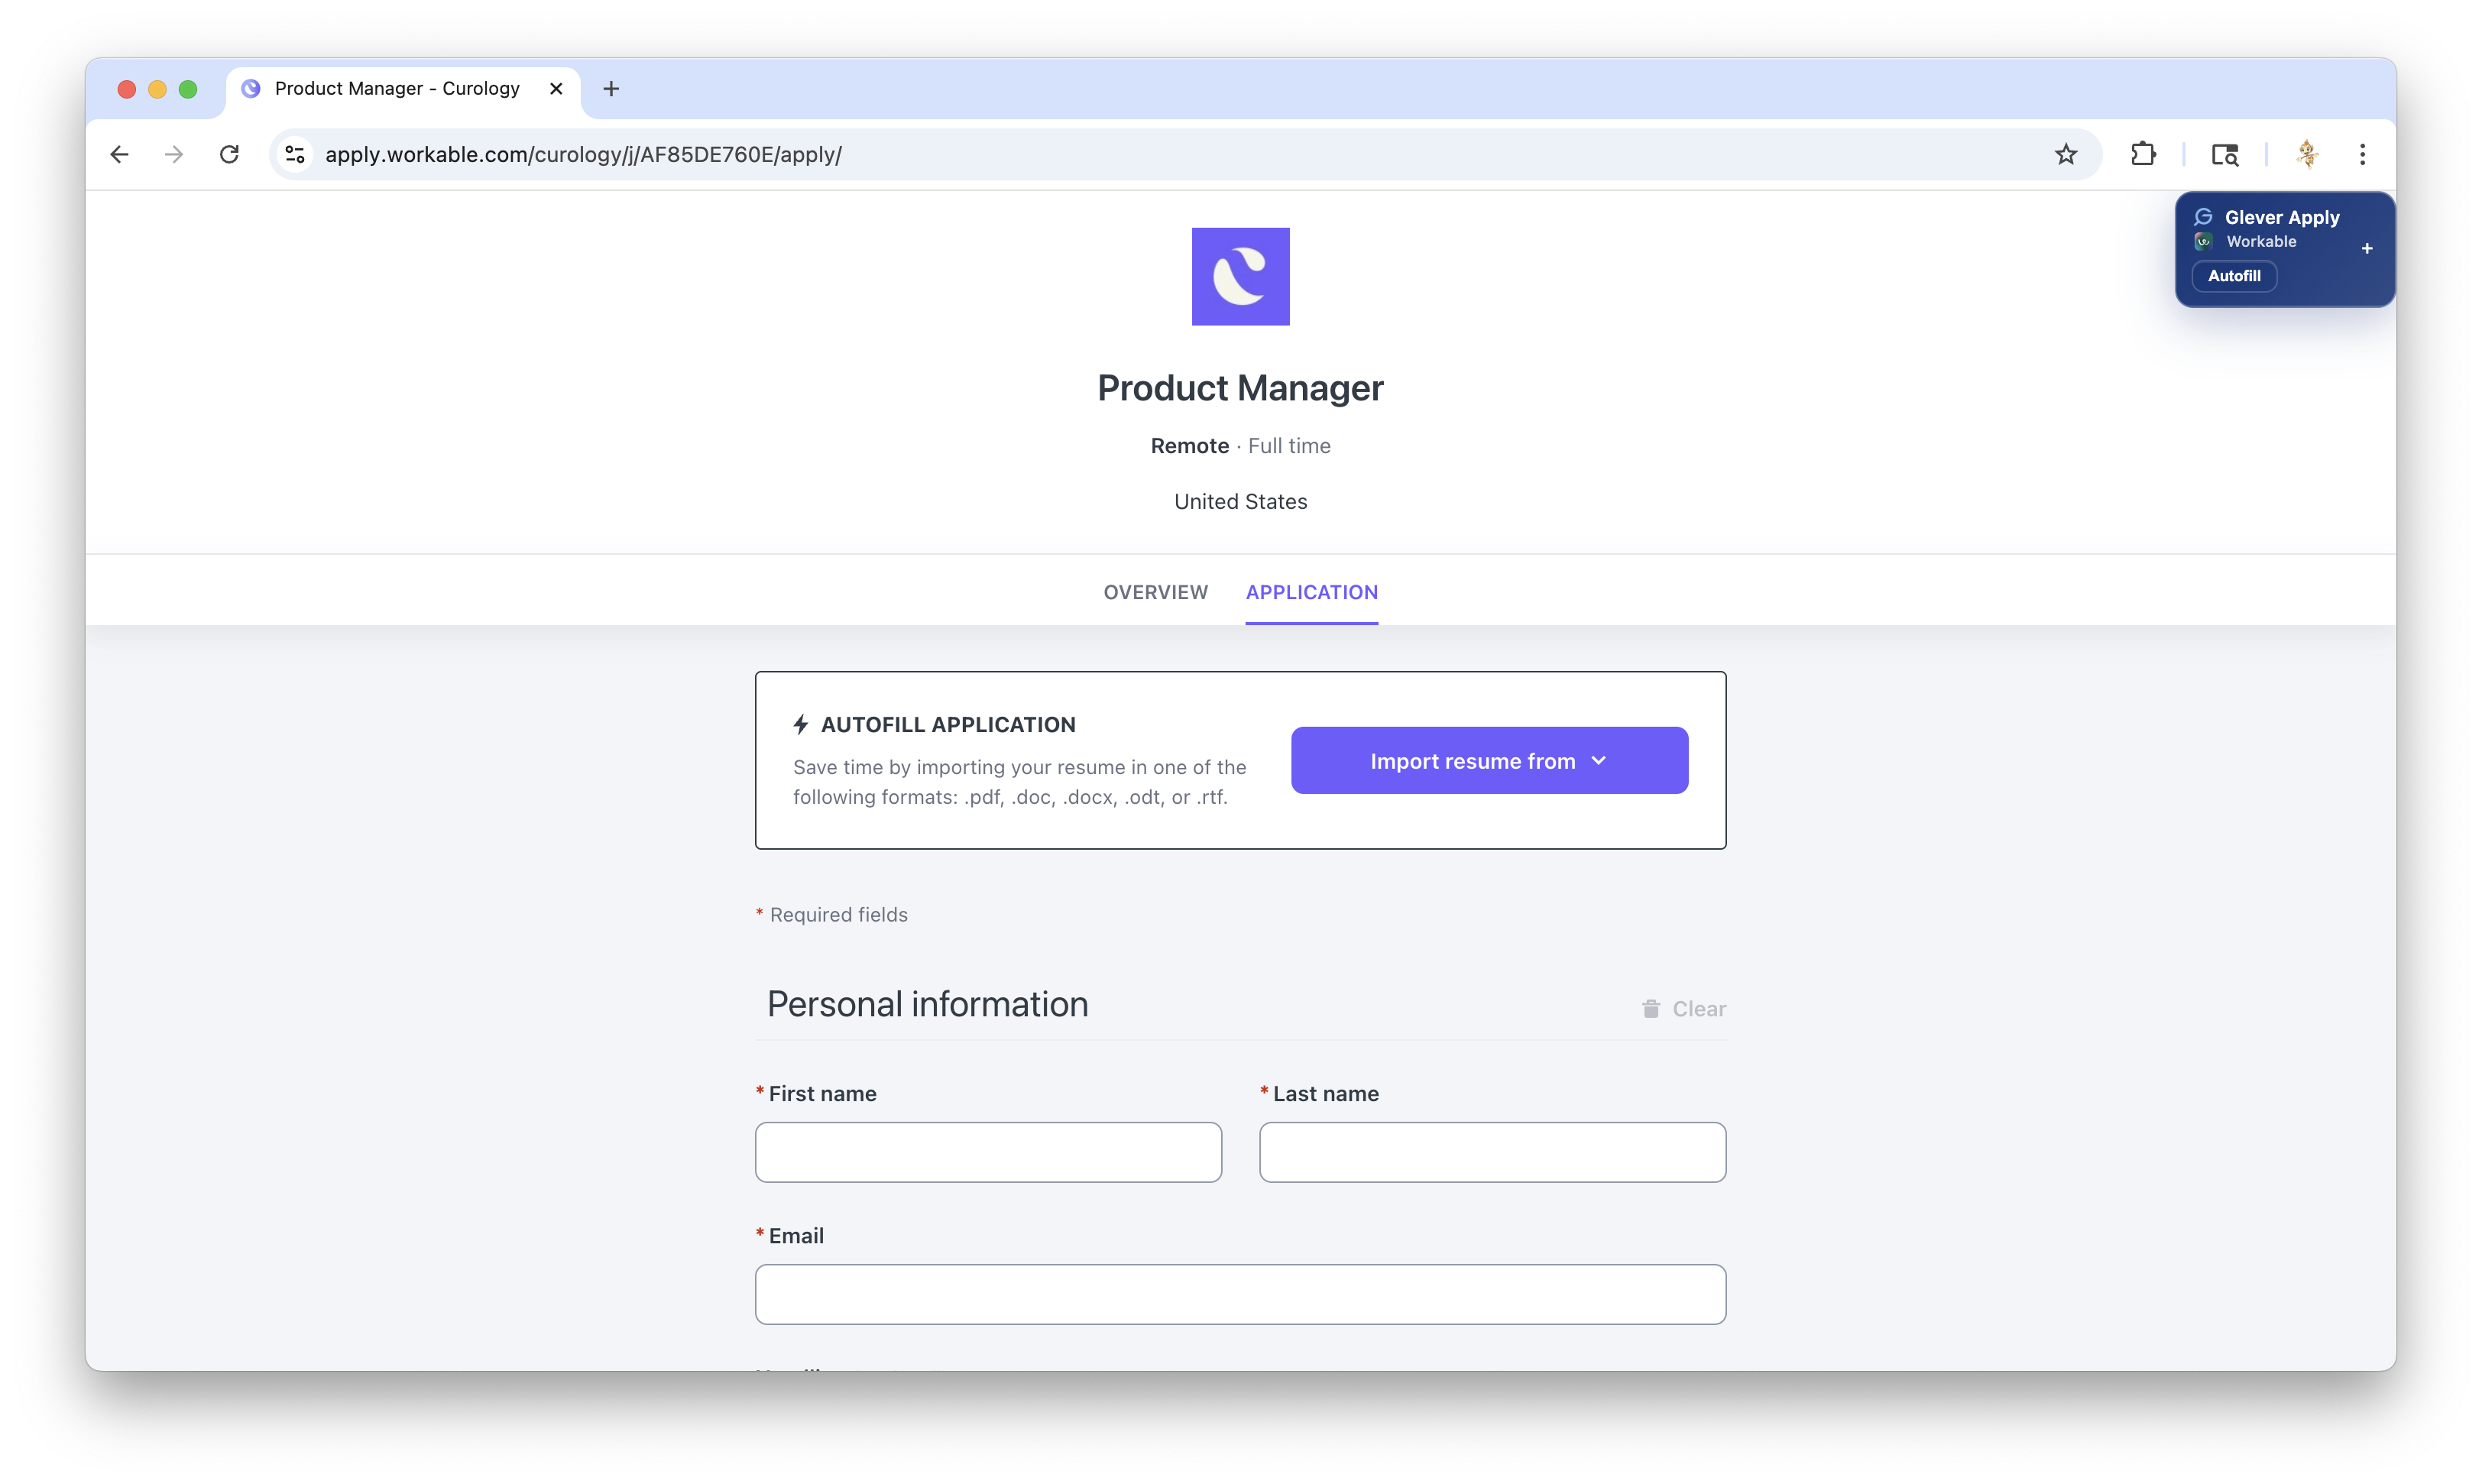 Product Manager - Curology
apply.workable.com/curology/j/AF85DE760E/apply/
Glever Apply
Workable
+
Autofill
Product Manager
Remote · Full time
United States
OVERVIEW APPLICATION
AUTOFILL APPLICATION
Save time by importing your resume in one of the
following formats: .pdf, .doc, .docx, .odt, or .rtf.
Import resume from
* Required fields
Personal information
Clear
* First name
* Last name
* Email